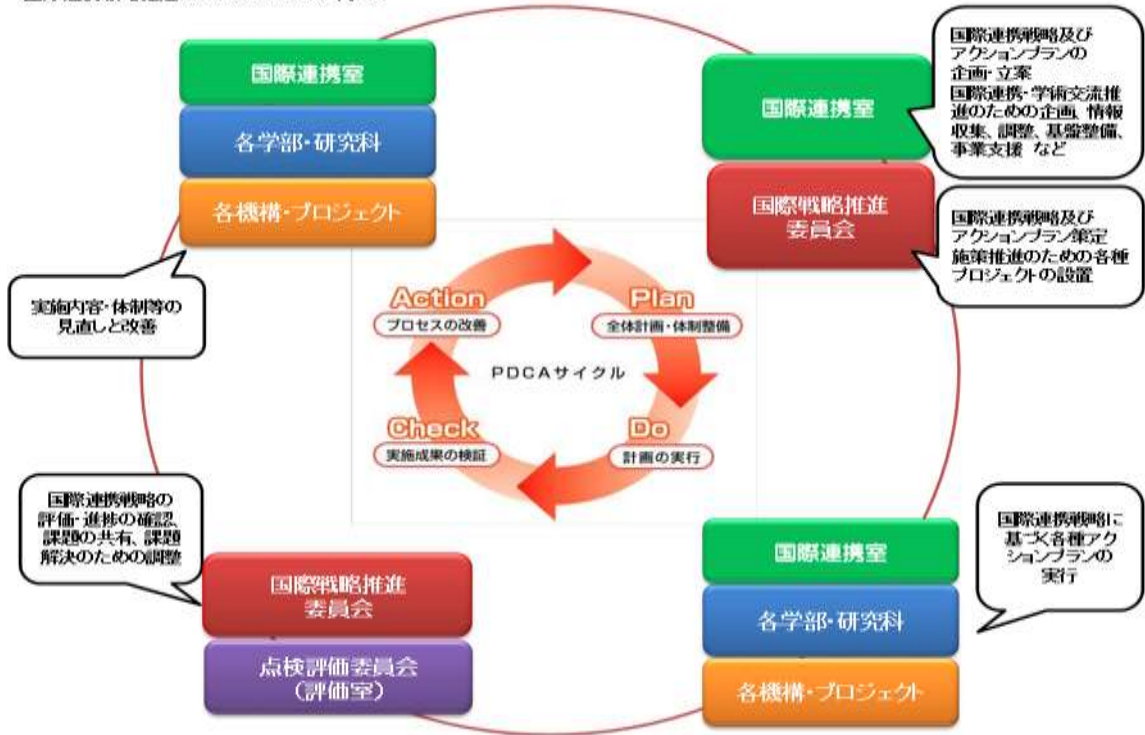 国際連携室
各学部・研究科
各機構・プロジェクト
実施内容・体制等の
見直しと改善
国際連携室
国際戦略推進
委員会
国際連携戦略及び
アクションプランの
企画・立案
国際連携・学術交流推
進のための企画、情報
収集、調整、基盤整備、
事業支援 など
国際連携戦略及び
アクションプラン策定
施策推進のための各種
プロジェクトの設置
Action
プロセスの改善
Plan
全体計画・体制整備
PDCAサイクル
Check
実施成果の検証
Do
計画の実行
国際連携戦略の
評価・進捗の確認、
課題の共有、課題
解決のための調整
国際戦略推進
委員会
点検評価委員会
(評価室)
国際連携室
各学部・研究科
各機構・プロジェクト
国際連携戦略に
基づく各種アク
ションプランの
実行